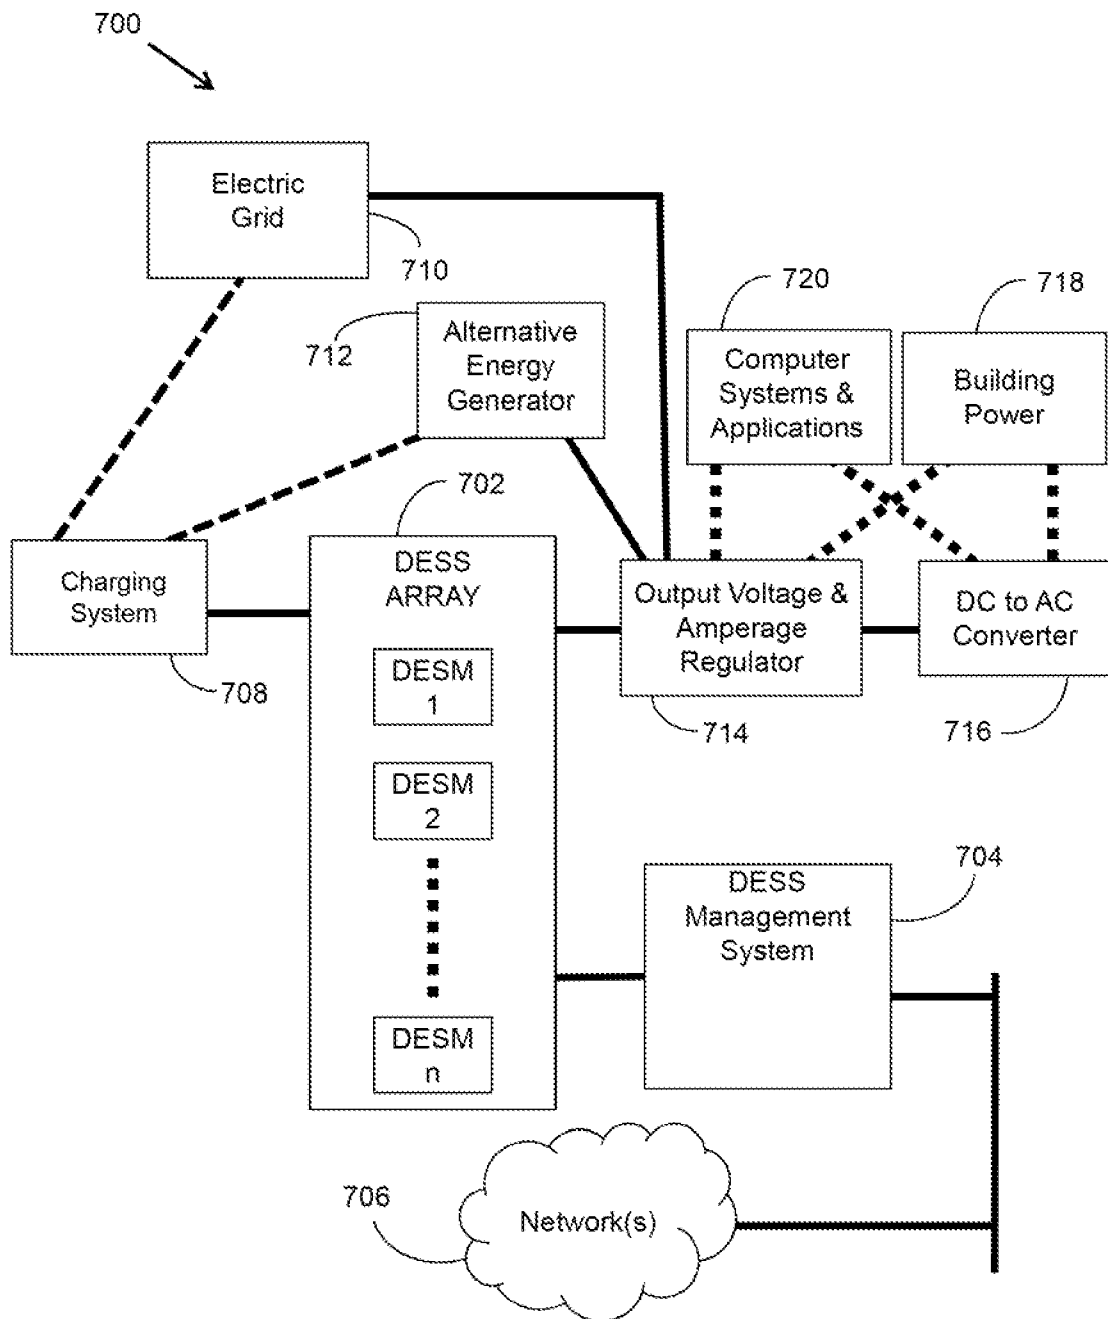 700
Electric
Grid
710
720
718
712
Alternative
Energy
Generator
Computer
Systems &
Applications
Building
Power
702
Charging
System
708
DESS
ARRAY
DESM
1
DESM
2
DESM
n
Output Voltage &
Amperage
Regulator
714
DC to AC
Converter
716
704
DESS
Management
System
706
Network(s)